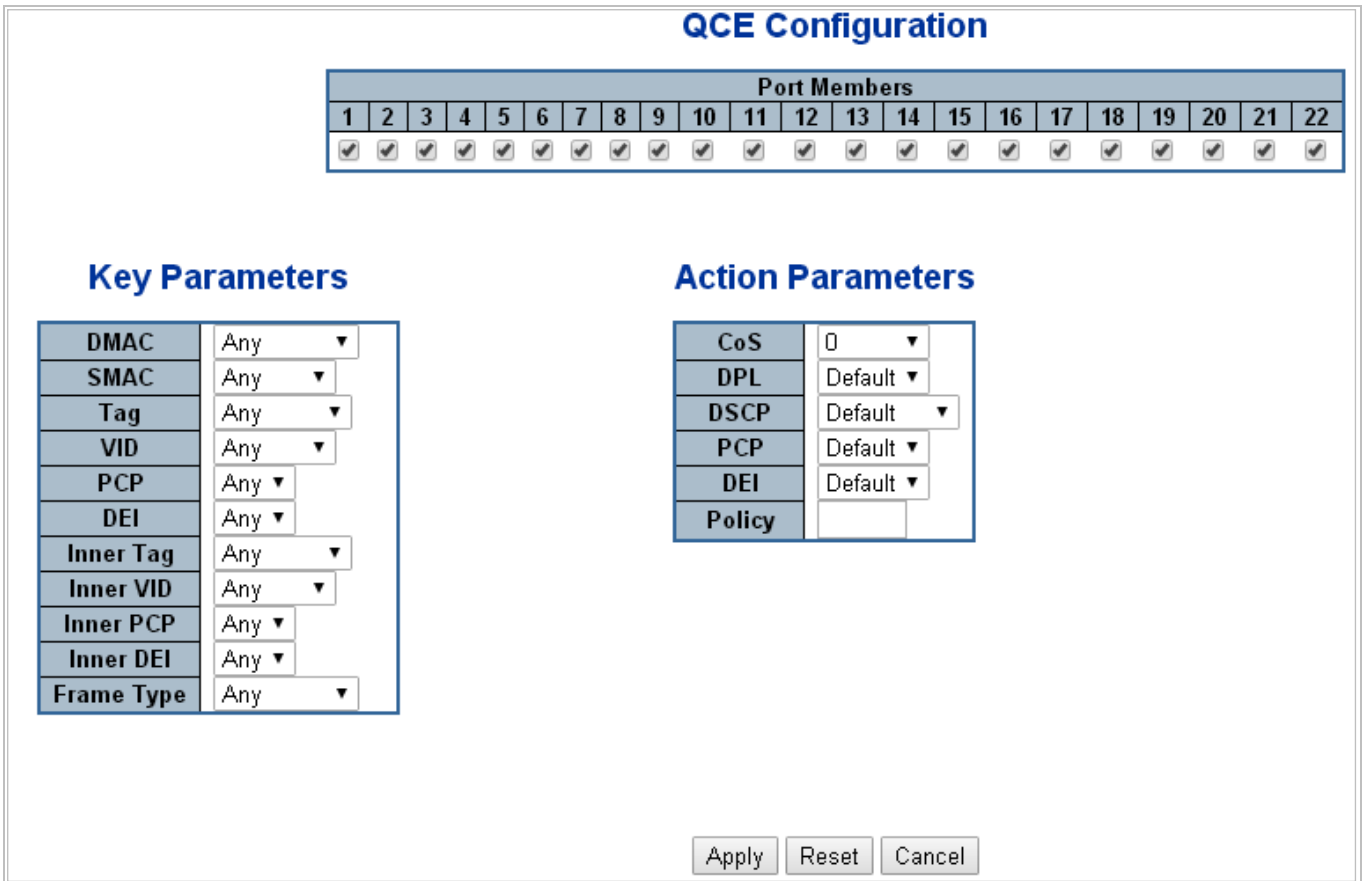 QCE Configuration
Port Members
1 2 3 4 5 6 7 8 9 10 11 12 13 14 15 16 17 18 19 20 21 22
Key Parameters
DMAC Any
SMAC Any
Tag Any
VID Any
PCP Any
DEI Any
Inner Tag Any
Inner VID Any
Inner PCP Any
Inner DEI Any
Frame Type Any
Action Parameters
CoS 0
DPL Default
DSCP Default
PCP Default
DEI Default
Policy
Apply Reset Cancel